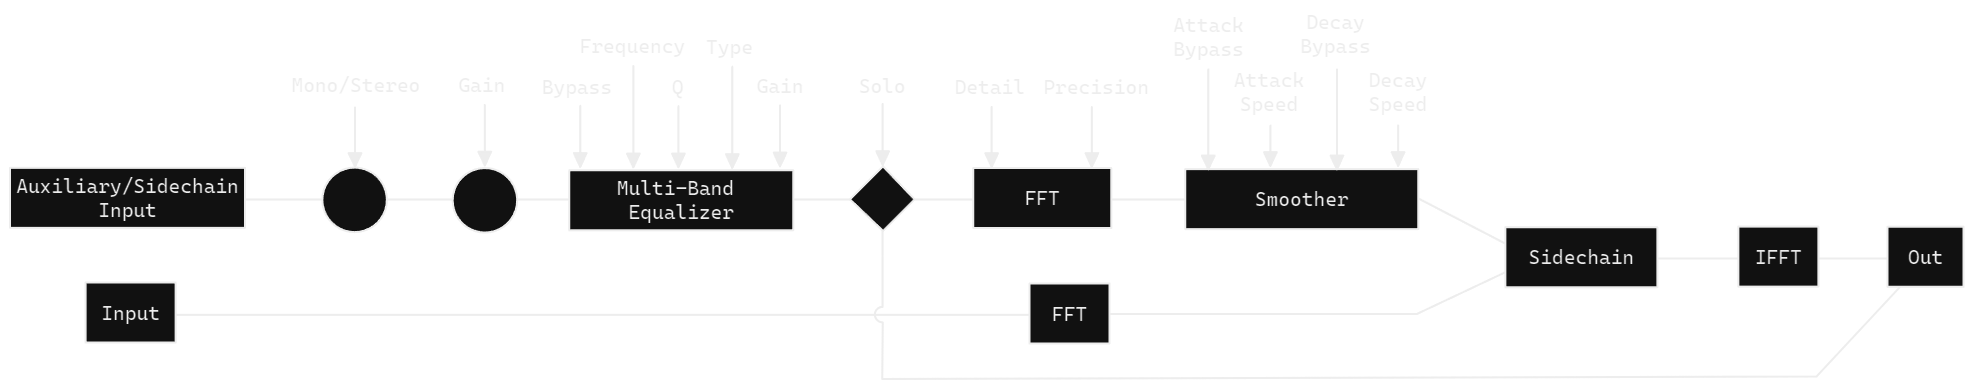 Attack
Bypass
Decay
Bypass
Frequency
Type
Mono/Stereo
Gain
Bypass
Q
Gain
Solo
Detail
Precision
Attack
Speed
Decay
Speed
Auxiliary/Sidechain
Input
Multi-Band
Equalizer
FFT
Smoother
Sidechain
IFFT
Out
Input
FFT